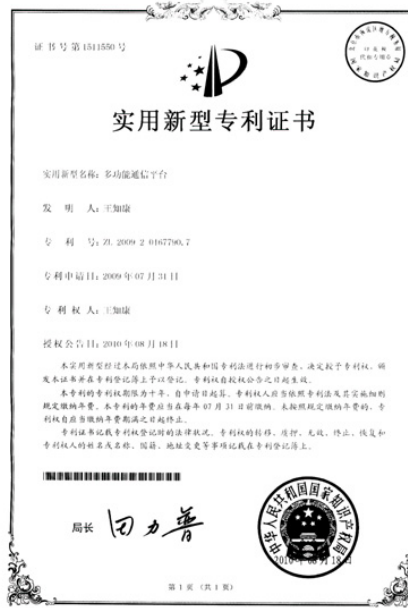 证书号第1511550号
实用新型专利证书
实用新型名称：多功能通信平台
发 明 人：王知康
专 利 号：ZL 2009 2 0167790.7
专利申请日：2009年07月31日
专 利 权 人：王知康
授权公告日：2010年08月18日
本实用新型经过本局依照中华人民共和国专利法进行初步审查，决定授予专利权，颁
发本证书并在专利登记簿上予以登记。专利权自授权公告之日起生效。
本专利的专利权期限为十年，自申请日起算。专利权人应当依照专利法及其实施细则
规定缴纳年费。本专利的年费应当在每年07月31日前缴纳。未按照规定缴纳年费的，专
利权自应当缴纳年费期满之日起终止。
专利证书记载专利权登记时的法律状况。专利权的转移、质押、无效、终止、恢复和
专利权人的姓名或名称、国籍、地址变更等事项记载在专利登记簿上。
局长 田力普
中华人民共和国国家知识产权局
2010年08月18日
第1页（共1页）